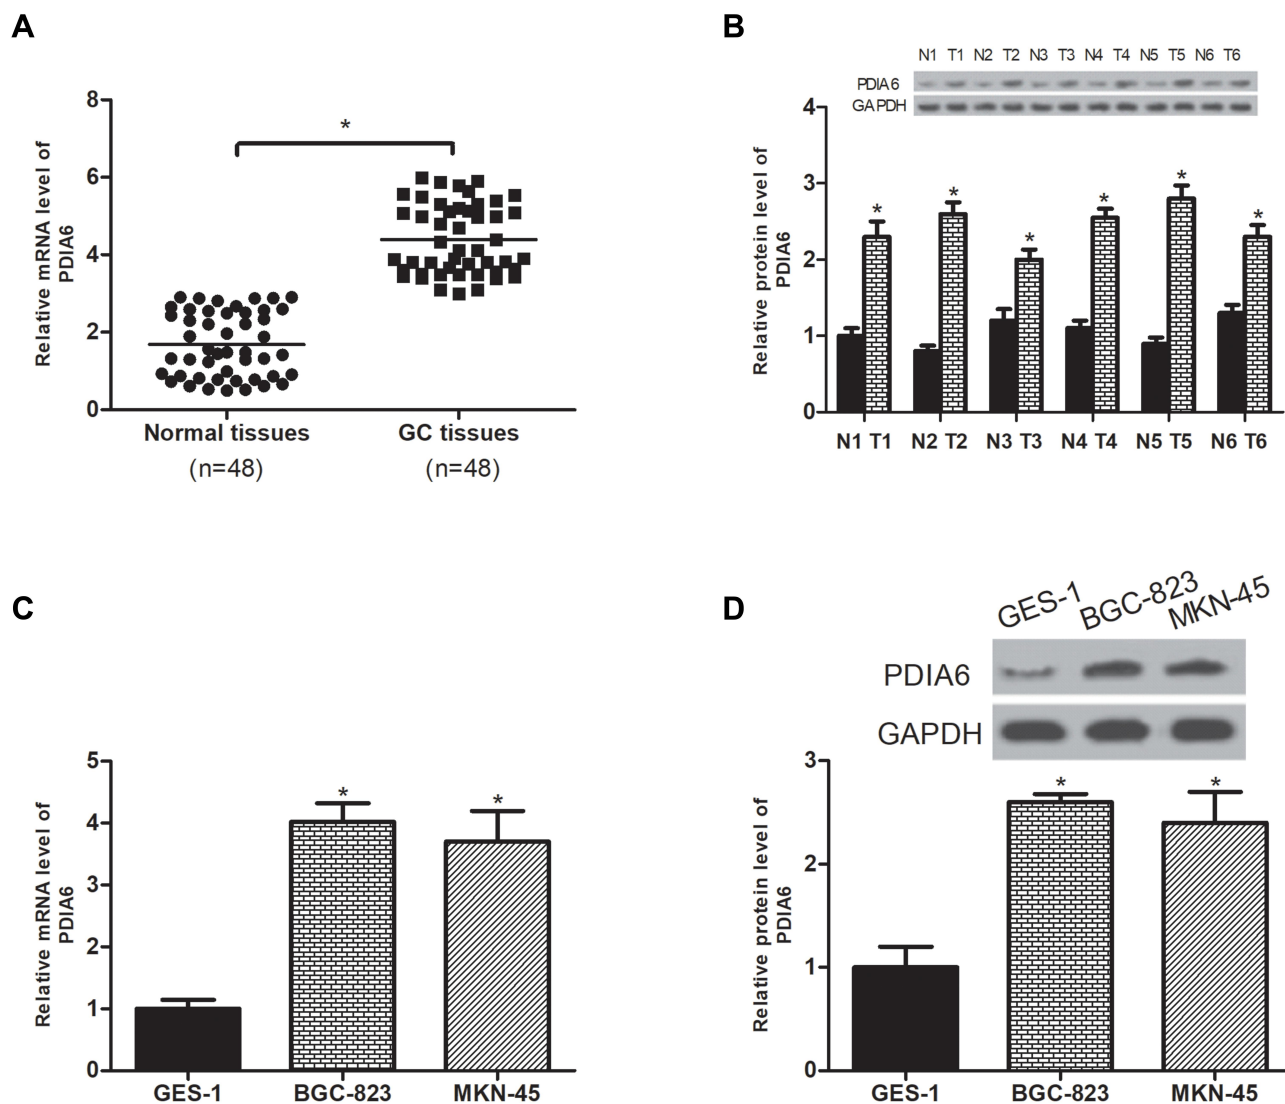 A
8
6
4
2
0
Relative mRNA level of
PDIA6
*
Normal tissues
GC tissues
(n=48)
(n=48)
B
N1 T1 N2 T2 N3 T3 N4 T4 N5 T5 N6 T6
PDIA6
GAPDH
4
3
2
1
0
Relative protein level of
PDIA6
* * * * * *
N1 T1 N2 T2 N3 T3 N4 T4 N5 T5 N6 T6
C
5
4
3
2
1
0
Relative mRNA level of
PDIA6
* *
GES-1 BGC-823 MKN-45
D
GES-1 BGC-823 MKN-45
PDIA6
GAPDH
3
2
1
0
Relative protein level of
PDIA6
* *
GES-1 BGC-823 MKN-45